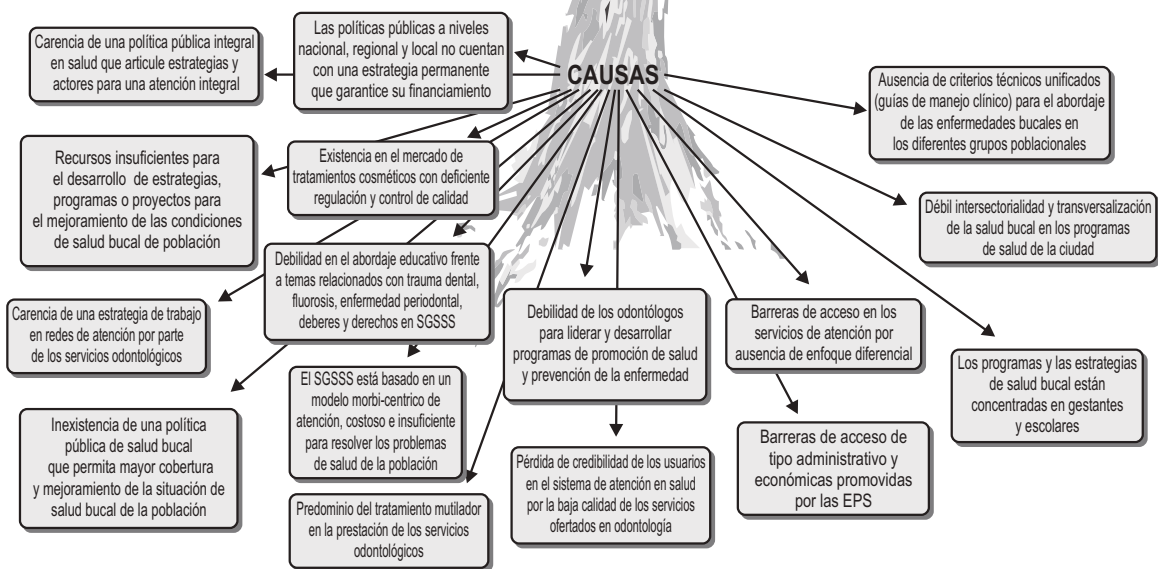 CAUSAS
Carencia de una política pública integral
en salud que articule estrategias y
actores para una atención integral
Las políticas públicas a niveles
nacional, regional y local no cuentan
con una estrategia permanente
que garantice su financiamiento
Ausencia de criterios técnicos unificados
(guías de manejo clínico) para el abordaje
de las enfermedades bucales en
los diferentes grupos poblacionales
Recursos insuficientes para
el desarrollo de estrategias,
programas o proyectos para
el mejoramiento de las condiciones
de salud bucal de población
Existencia en el mercado de
tratamientos cosméticos con deficiente
regulación y control de calidad
Débil intersectorialidad y transversalización
de la salud bucal en los programas
de salud de la ciudad
Debilidad en el abordaje educativo frente
a temas relacionados con trauma dental,
fluorosis, enfermedad periodontal,
deberes y derechos en SGSSS
Carencia de una estrategia de trabajo
en redes de atención por parte
de los servicios odontológicos
Debilidad de los odontólogos
para liderar y desarrollar
programas de promoción de salud
y prevención de la enfermedad
Barreras de acceso en los
servicios de atención por
ausencia de enfoque diferencial
Los programas y las estrategias
de salud bucal están
concentradas en gestantes
y escolares
El SGSSS está basado en un
modelo morbi-centrico de
atención, costoso e insuficiente
para resolver los problemas
de salud de la población
Inexistencia de una política
pública de salud bucal
que permita mayor cobertura
y mejoramiento de la situación de
salud bucal de la población
Barreras de acceso de
tipo administrativo y
económicas promovidas
por las EPS
Pérdida de credibilidad de los usuarios
en el sistema de atención en salud
por la baja calidad de los servicios
ofertados en odontología
Predominio del tratamiento mutilador
en la prestación de los servicios
odontológicos